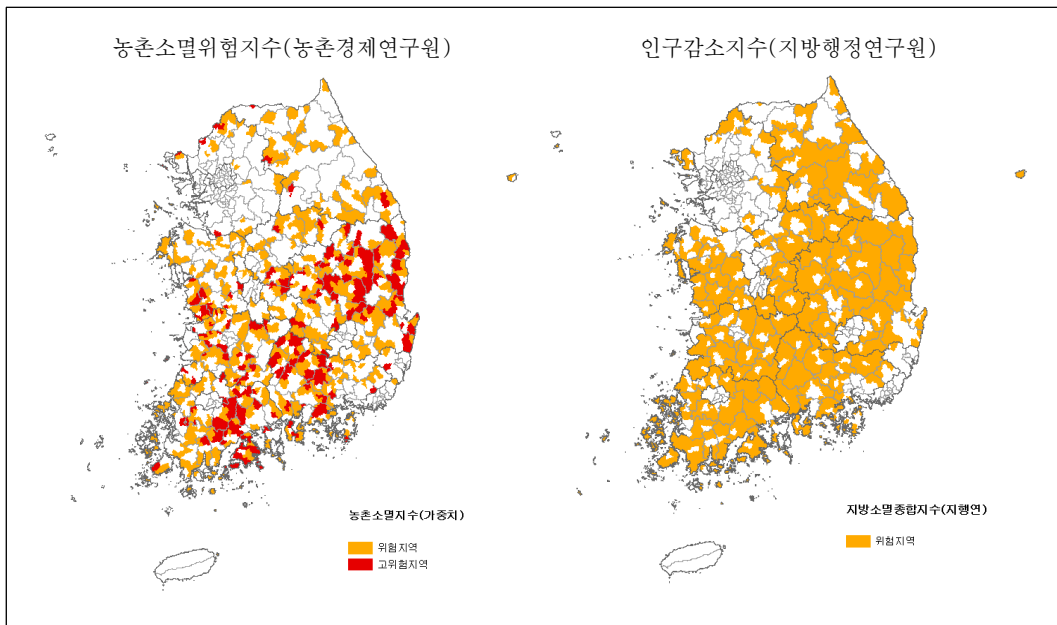 농촌소멸위험지수(농촌경제연구원)
인구감소지수(지방행정연구원)
농촌소멸지수(가중치)
위험지역
고위험지역
지방소멸종합지수(지행연)
위험지역